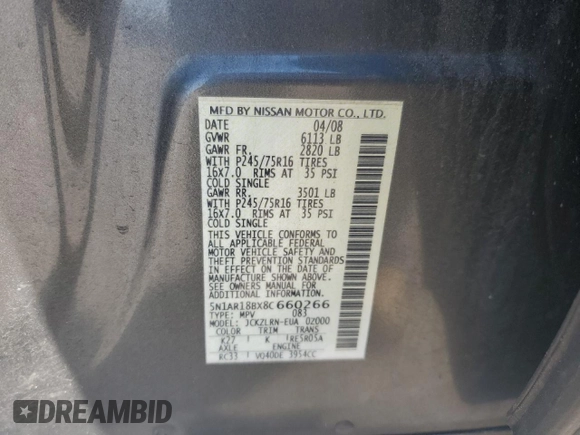 MFD BY NISSAN MOTOR CO., LTD.
DATE 04/08
GVWR 6113 LB
GAWR FR. 2820 LB
WITH P245/75R16 TIRES
16X7.0 RIMS AT 35 PSI
COLD SINGLE
GAWR RR. 3501 LB
WITH P245/75R16 TIRES
16X7.0 RIMS AT 35 PSI
COLD SINGLE
THIS VEHICLE CONFORMS TO
ALL APPLICABLE FEDERAL
MOTOR VEHICLE SAFETY AND
THEFT PREVENTION STANDARDS
IN EFFECT ON THE DATE OF
MANUFACTURE SHOWN ABOVE.
SEE OWNERS MANUAL FOR
ADDITIONAL INFORMATION.
5N1AR18BX8C660266
TYPE: MPV 083
MODEL: JCKZLRN-EUA 02000
COLOR TRIM TRANS
K27 K RE5R05A
AXLE ENGINE
RC33 VQ40DE 3954CC
DREAMBID